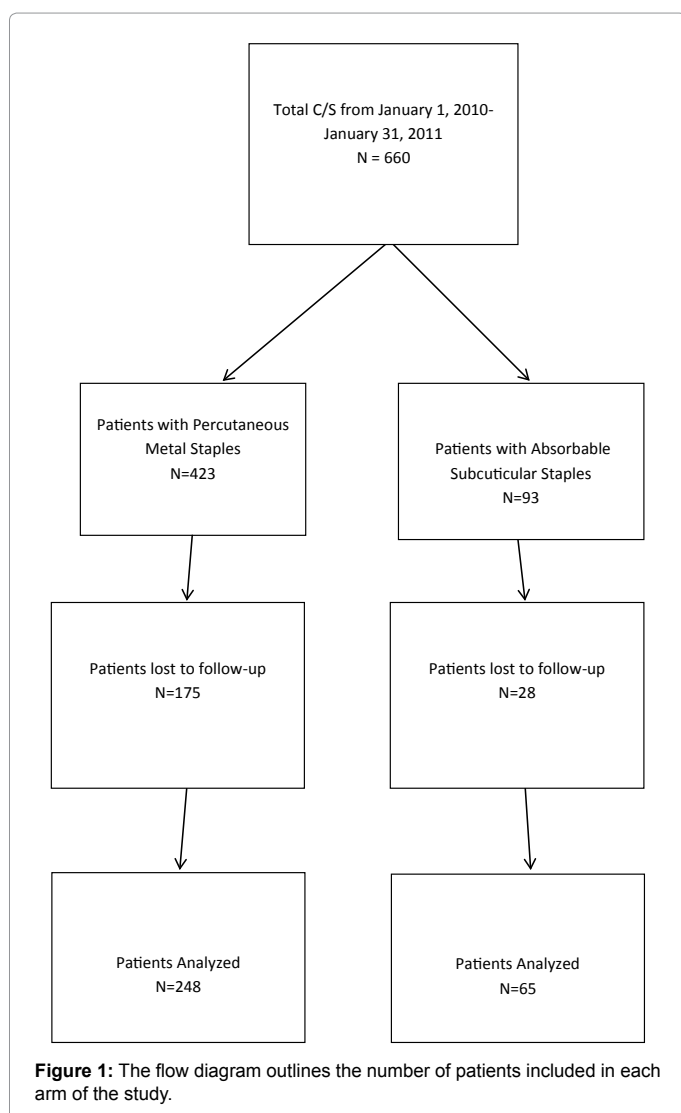 Total C/S from January 1, 2010-
January 31, 2011
N = 660
Patients with Percutaneous
Metal Staples
N=423
Patients with Absorbable
Subcuticular Staples
N=93
Patients lost to follow-up
N=175
Patients lost to follow-up
N=28
Patients Analyzed
N=248
Patients Analyzed
N=65
Figure 1: The flow diagram outlines the number of patients included in each
arm of the study.